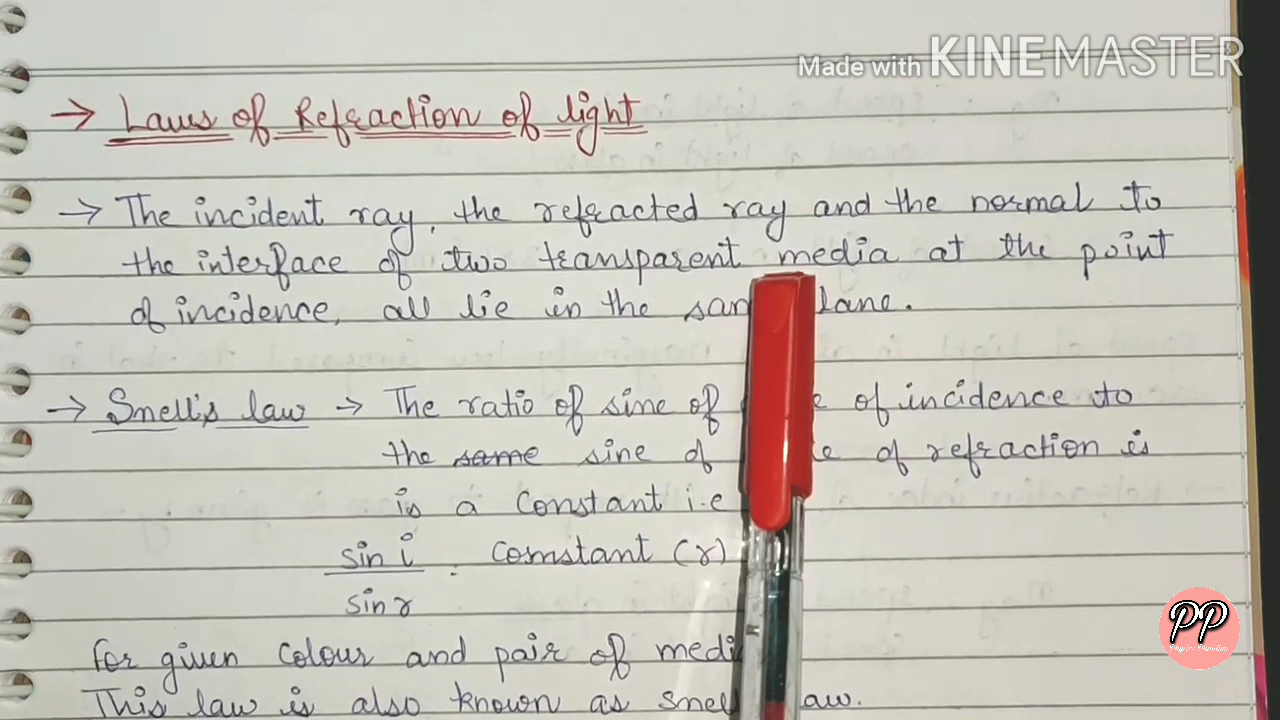 Made with KINEMASTER
→ Laws of Refraction of light
→ The incident ray, the refracted ray and the normal to
the interface of two transparent media at the point
of incidence, all lie in the
→ Snell's law → The ratio of sine of of incidence to
the same sine of of refraction is
is a constant i.e
sin i
constant (r)
sin r
For given colour and pair of
This law is also known as
PP